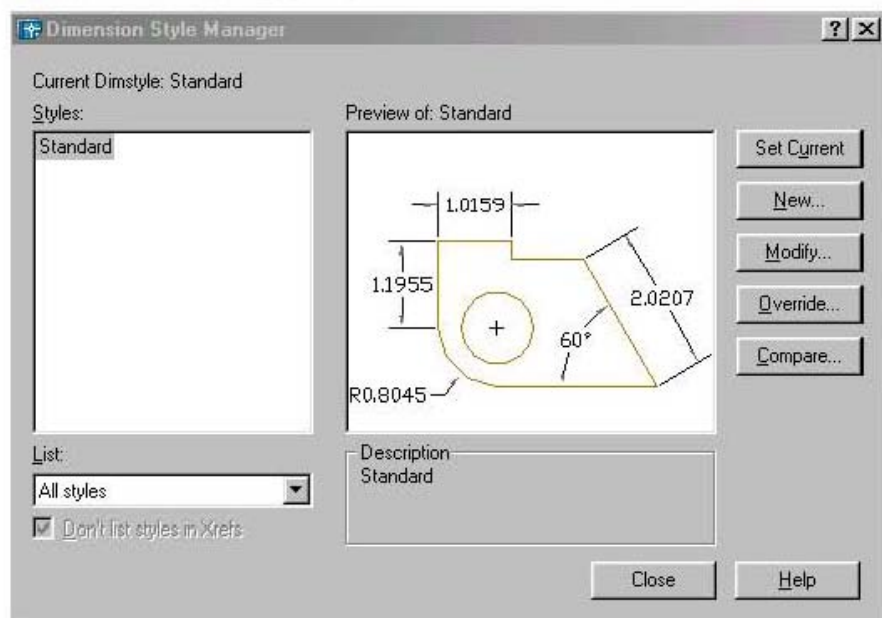 Dimension Style Manager
Current Dimstyle: Standard
Styles:
Standard
Preview of: Standard
1.0159
1.1955
2.0207
60°
R0.8045
Set Current
New...
Modify...
Override...
Compare...
List:
All styles
Don't list styles in Xrefs
Description
Standard
Close
Help